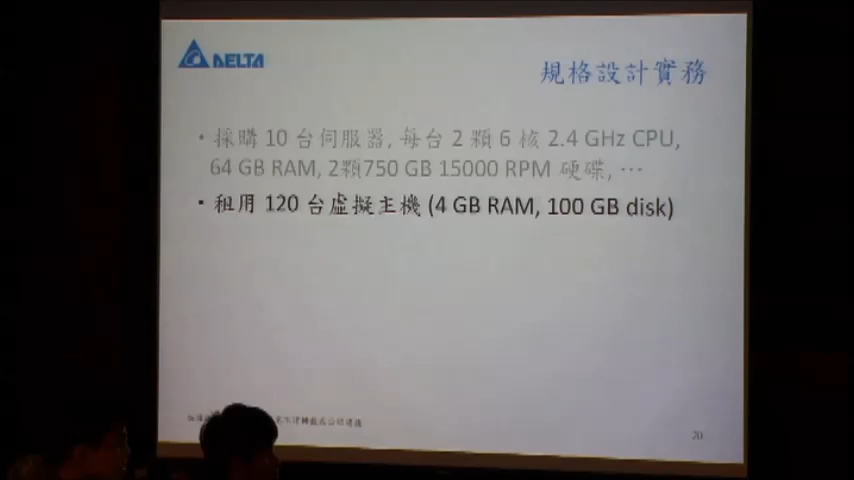 DELTA
規格設計實務
• 採購 10 台伺服器, 每台 2 顆 6 核 2.4 GHz CPU,
64 GB RAM, 2顆750 GB 15000 RPM 硬碟, …
• 租用 120 台虛擬主機 (4 GB RAM, 100 GB disk)
20